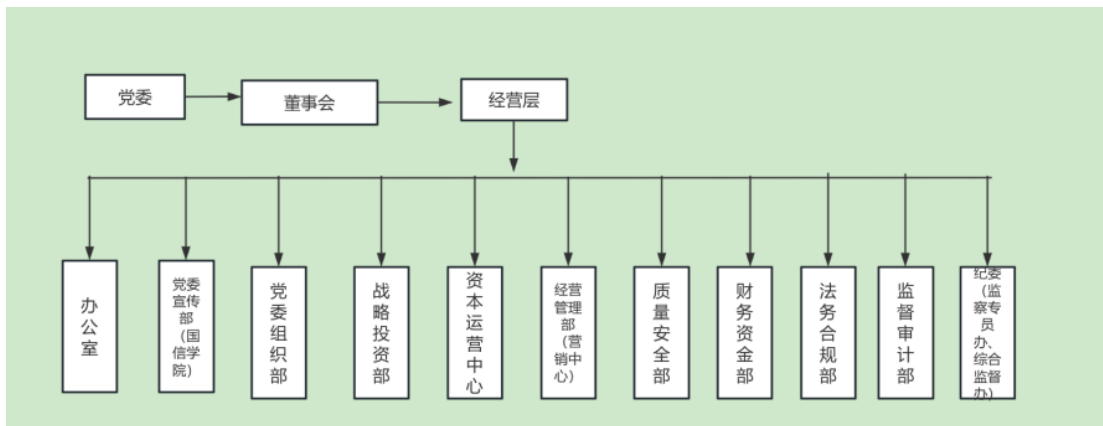 党委
董事会
经营层
办公室
党委
宣传
部
（国
信学
院）
党委组织部
战略投资部
资本运营中心
经营
管理
部
（营
销中
心）
质量安全部
财务资金部
法务合规部
监督审计部
纪委
（监
察专
员
办、
综合
监督
办）